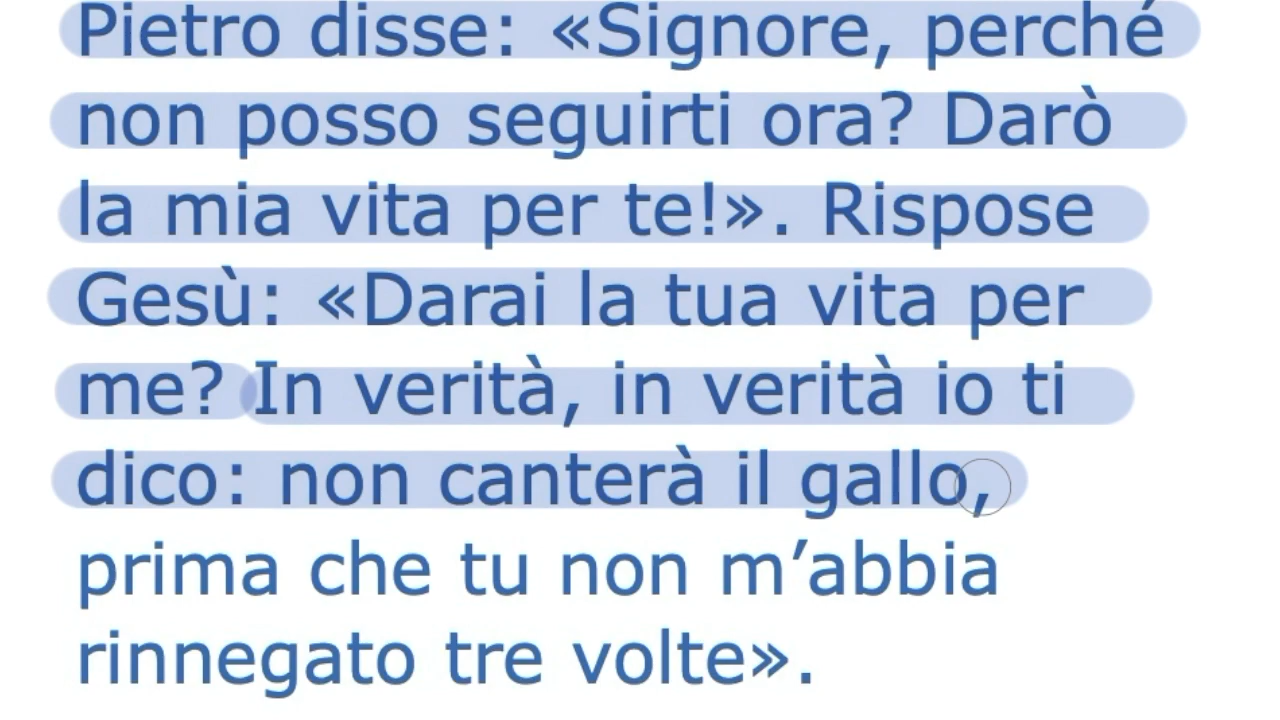 Pietro disse: «Signore, perché
non posso seguirti ora? Darò
la mia vita per te!». Rispose
Gesù: «Darai la tua vita per
me? In verità, in verità io ti
dico: non canterà il gallo,
prima che tu non m’abbia
rinnegato tre volte».